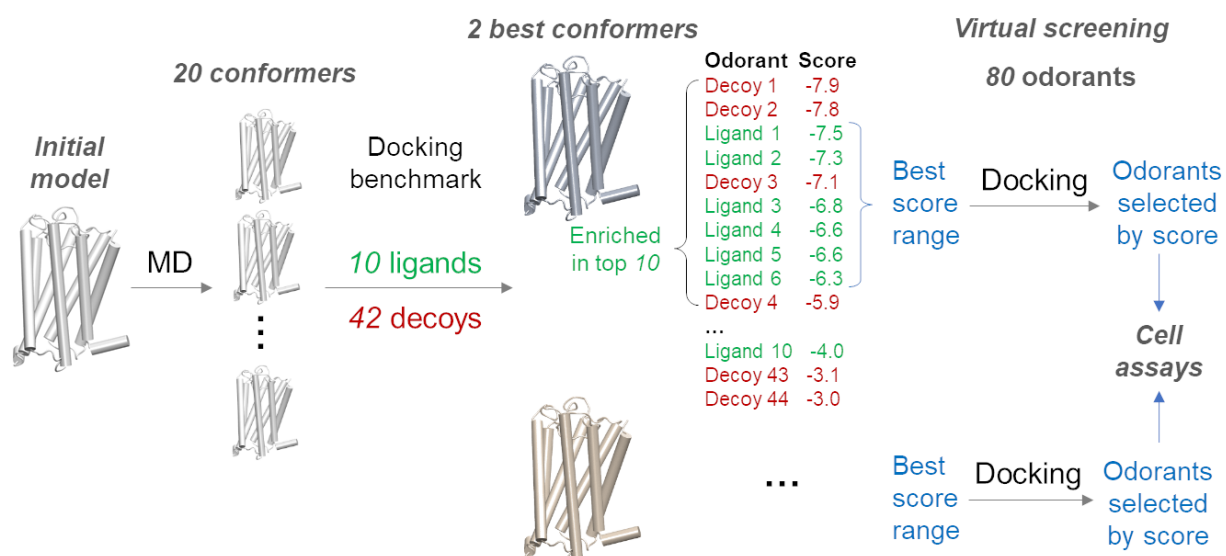 Initial
model
MD
20 conformers
Docking
benchmark
10 ligands
42 decoys
2 best conformers
Enriched
in top 10
Odorant Score
Decoy 1 -7.9
Decoy 2 -7.8
Ligand 1 -7.5
Ligand 2 -7.3
Decoy 3 -7.1
Ligand 3 -6.8
Ligand 4 -6.6
Ligand 5 -6.6
Ligand 6 -6.3
Decoy 4 -5.9
...
Ligand 10 -4.0
Decoy 43 -3.1
Decoy 44 -3.0
...
Virtual screening
80 odorants
Best
score
range
Docking
Odorants
selected
by score
Cell
assays
Best
score
range
Docking
Odorants
selected
by score